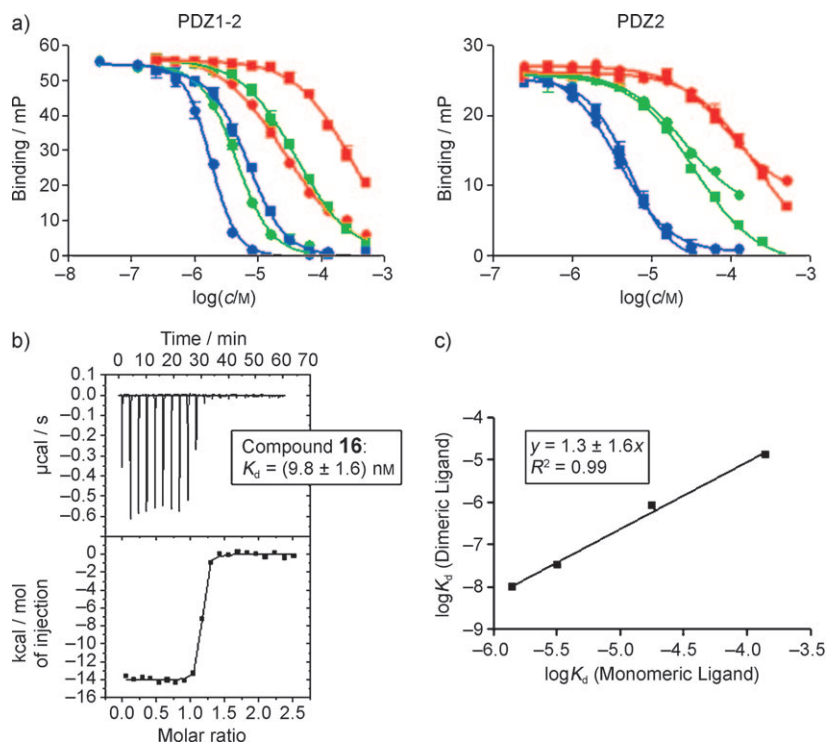 a)
PDZ1-2
Binding / mP
60
50
40
30
20
10
0
−8 −7 −6 −5 −4 −3
log(c/M)
PDZ2
Binding / mP
40
30
20
10
0
−7 −6 −5 −4 −3
log(c/M)
b)
Time / min
0 10 20 30 40 50 60 70
µcal / s
0.1
0.0
−0.1
−0.2
−0.3
−0.4
−0.5
−0.6
Compound 16:
Kd = (9.8 ± 1.6) nM
kcal / mol
of injection
0
−2
−4
−6
−8
−10
−12
−14
−16
0.0 0.5 1.0 1.5 2.0 2.5
Molar ratio
c)
logKd (Dimeric Ligand)
−4
−5
−6
−7
−8
−9
y = 1.3 ± 1.6x
R² = 0.99
−6.0 −5.5 −5.0 −4.5 −4.0 −3.5
logKd (Monomeric Ligand)